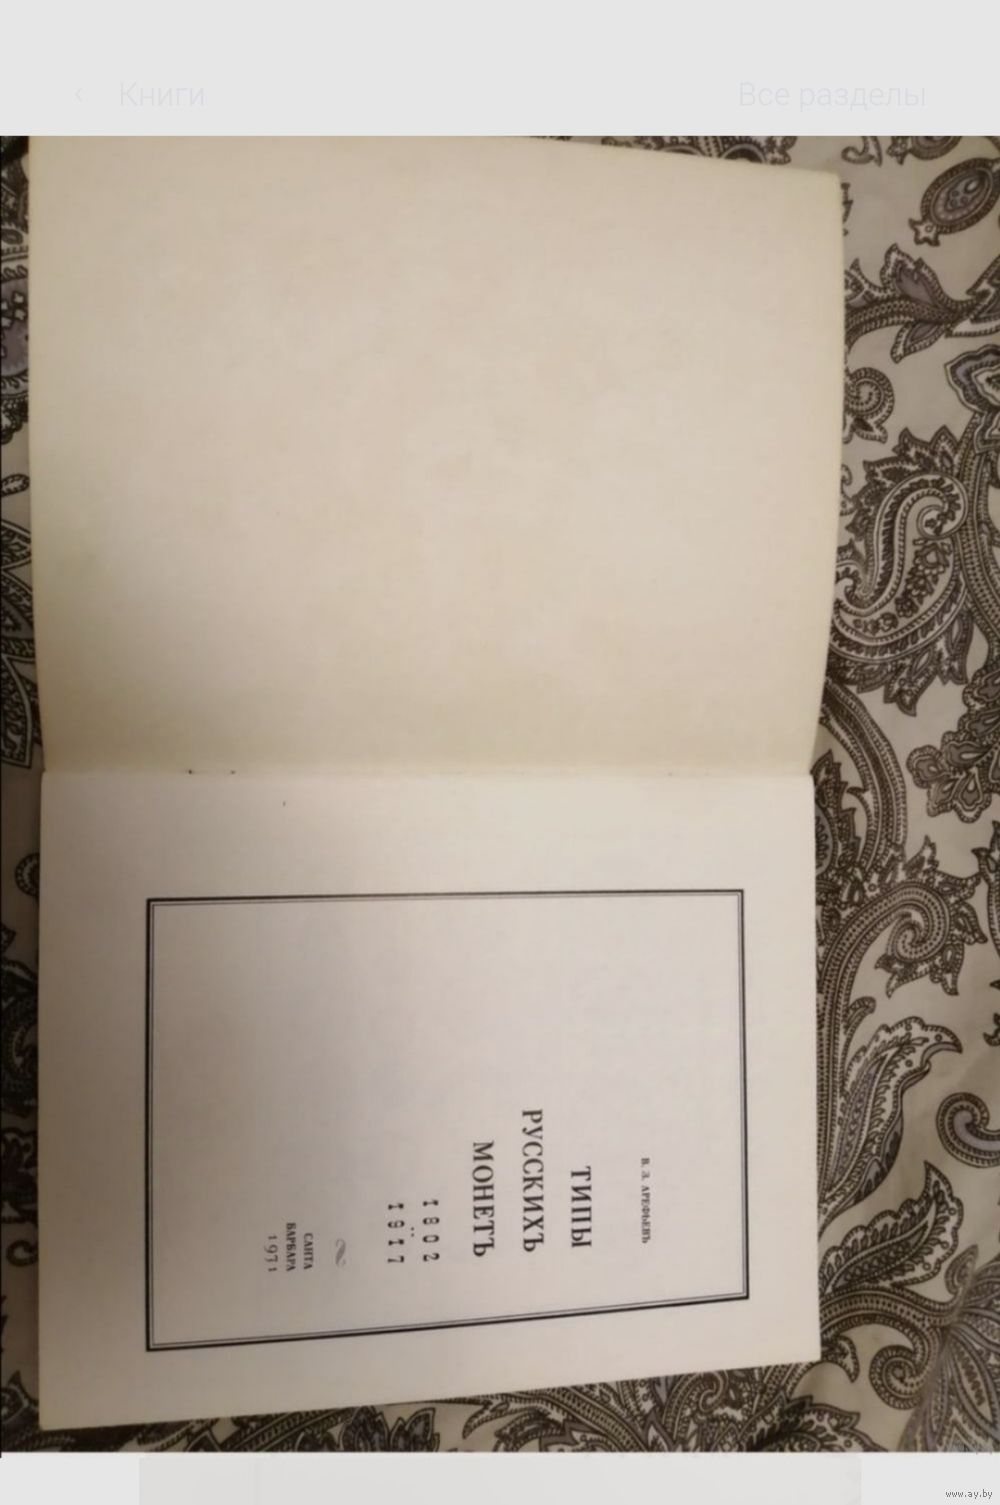 Книги
Все разделы
В. З. АРЕФЬЕВЪ
ТИПЫ
РУССКИХЪ
МОНЕТЪ
1802
1917
САНТА
БАРБАРА
1971
www.ay.by